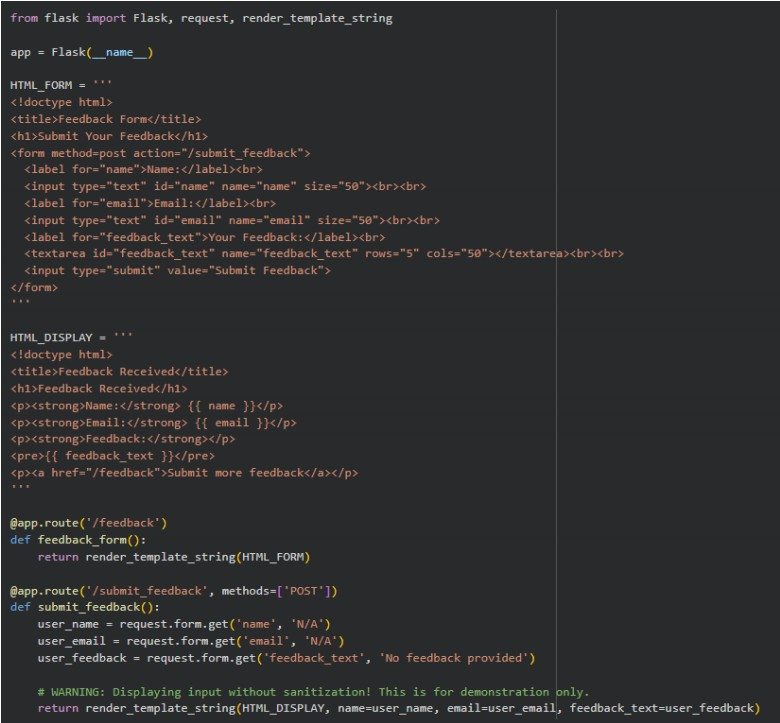 from flask import Flask, request, render_template_string

app = Flask(__name__)

HTML_FORM = '''
<!doctype html>
<title>Feedback Form</title>
<h1>Submit Your Feedback</h1>
<form method=post action="/submit_feedback">
  <label for="name">Name:</label><br>
  <input type="text" id="name" name="name" size="50"><br><br>
  <label for="email">Email:</label><br>
  <input type="text" id="email" name="email" size="50"><br><br>
  <label for="feedback_text">Your Feedback:</label><br>
  <textarea id="feedback_text" name="feedback_text" rows="5" cols="50"></textarea><br><br>
  <input type="submit" value="Submit Feedback">
</form>
'''

HTML_DISPLAY = '''
<!doctype html>
<title>Feedback Received</title>
<h1>Feedback Received</h1>
<p><strong>Name:</strong> {{ name }}</p>
<p><strong>Email:</strong> {{ email }}</p>
<p><strong>Feedback:</strong></p>
<pre>{{ feedback_text }}</pre>
<p><a href="/feedback">Submit more feedback</a></p>
'''

@app.route('/feedback')
def feedback_form():
    return render_template_string(HTML_FORM)

@app.route('/submit_feedback', methods=['POST'])
def submit_feedback():
    user_name = request.form.get('name', 'N/A')
    user_email = request.form.get('email', 'N/A')
    user_feedback = request.form.get('feedback_text', 'No feedback provided')

    # WARNING: Displaying input without sanitization! This is for demonstration only.
    return render_template_string(HTML_DISPLAY, name=user_name, email=user_email, feedback_text=user_feedback)